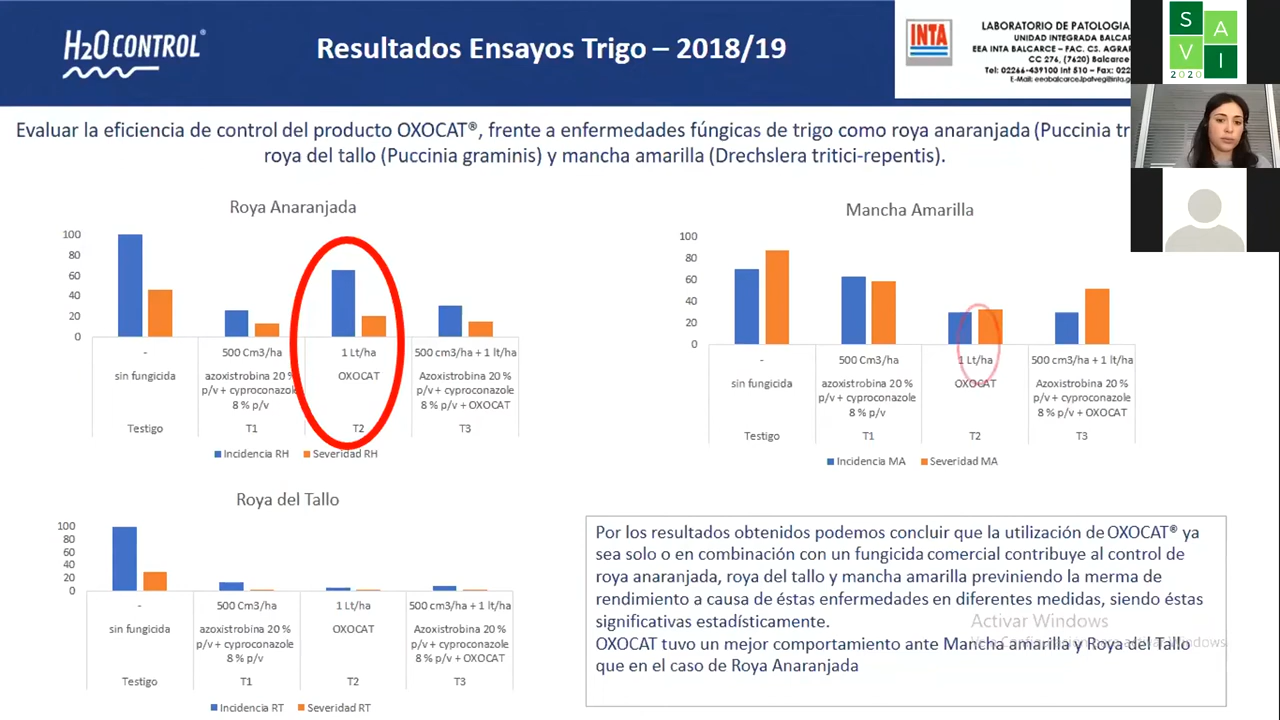 H2O CONTROL®
Resultados Ensayos Trigo – 2018/19
INTA
LABORATORIO DE PATOLOGIA
UNIDAD INTEGRADA BALCAR
EEA INTA BALCARCE – FAC. CS. AGRAR
CC 276, (7620) Balcarce
Tel: 02266-439100 Int 510 – Fax: 022
E-Mail: eeabalcarce.lpatveg@inta.g
S
A
V
I
2020
Evaluar la eficiencia de control del producto OXOCAT®, frente a enfermedades fúngicas de trigo como roya anaranjada (Puccinia tr
roya del tallo (Puccinia graminis) y mancha amarilla (Drechslera tritici-repentis).
Roya Anaranjada
100
80
60
40
20
0
- 500 Cm3/ha 1 Lt/ha 500 cm3/ha + 1 lt/ha
sin fungicida azoxistrobina 20 % OXOCAT Azoxistrobina 20 %
p/v + cyproconazole p/v + cyproconazole
8 % p/v 8 % p/v + OXOCAT
Testigo T1 T2 T3
Incidencia RH Severidad RH
Mancha Amarilla
100
80
60
40
20
0
- 500 Cm3/ha 1 Lt/ha 500 cm3/ha + 1 lt/ha
sin fungicida azoxistrobina 20 % OXOCAT Azoxistrobina 20 %
p/v + cyproconazole p/v + cyproconazole
8 % p/v 8 % p/v + OXOCAT
Testigo T1 T2 T3
Incidencia MA Severidad MA
Roya del Tallo
100
80
60
40
20
0
- 500 Cm3/ha 1 Lt/ha 500 cm3/ha + 1 lt/ha
sin fungicida azoxistrobina 20 % OXOCAT Azoxistrobina 20 %
p/v + cyproconazole p/v + cyproconazole
8 % p/v 8 % p/v + OXOCAT
Testigo T1 T2 T3
Incidencia RT Severidad RT
Por los resultados obtenidos podemos concluir que la utilización de OXOCAT® ya
sea solo o en combinación con un fungicida comercial contribuye al control de
roya anaranjada, roya del tallo y mancha amarilla previniendo la merma de
rendimiento a causa de éstas enfermedades en diferentes medidas, siendo éstas
significativas estadísticamente.
Activar Windows
OXOCAT tuvo un mejor comportamiento ante Mancha amarilla y Roya del Tallo
que en el caso de Roya Anaranjada